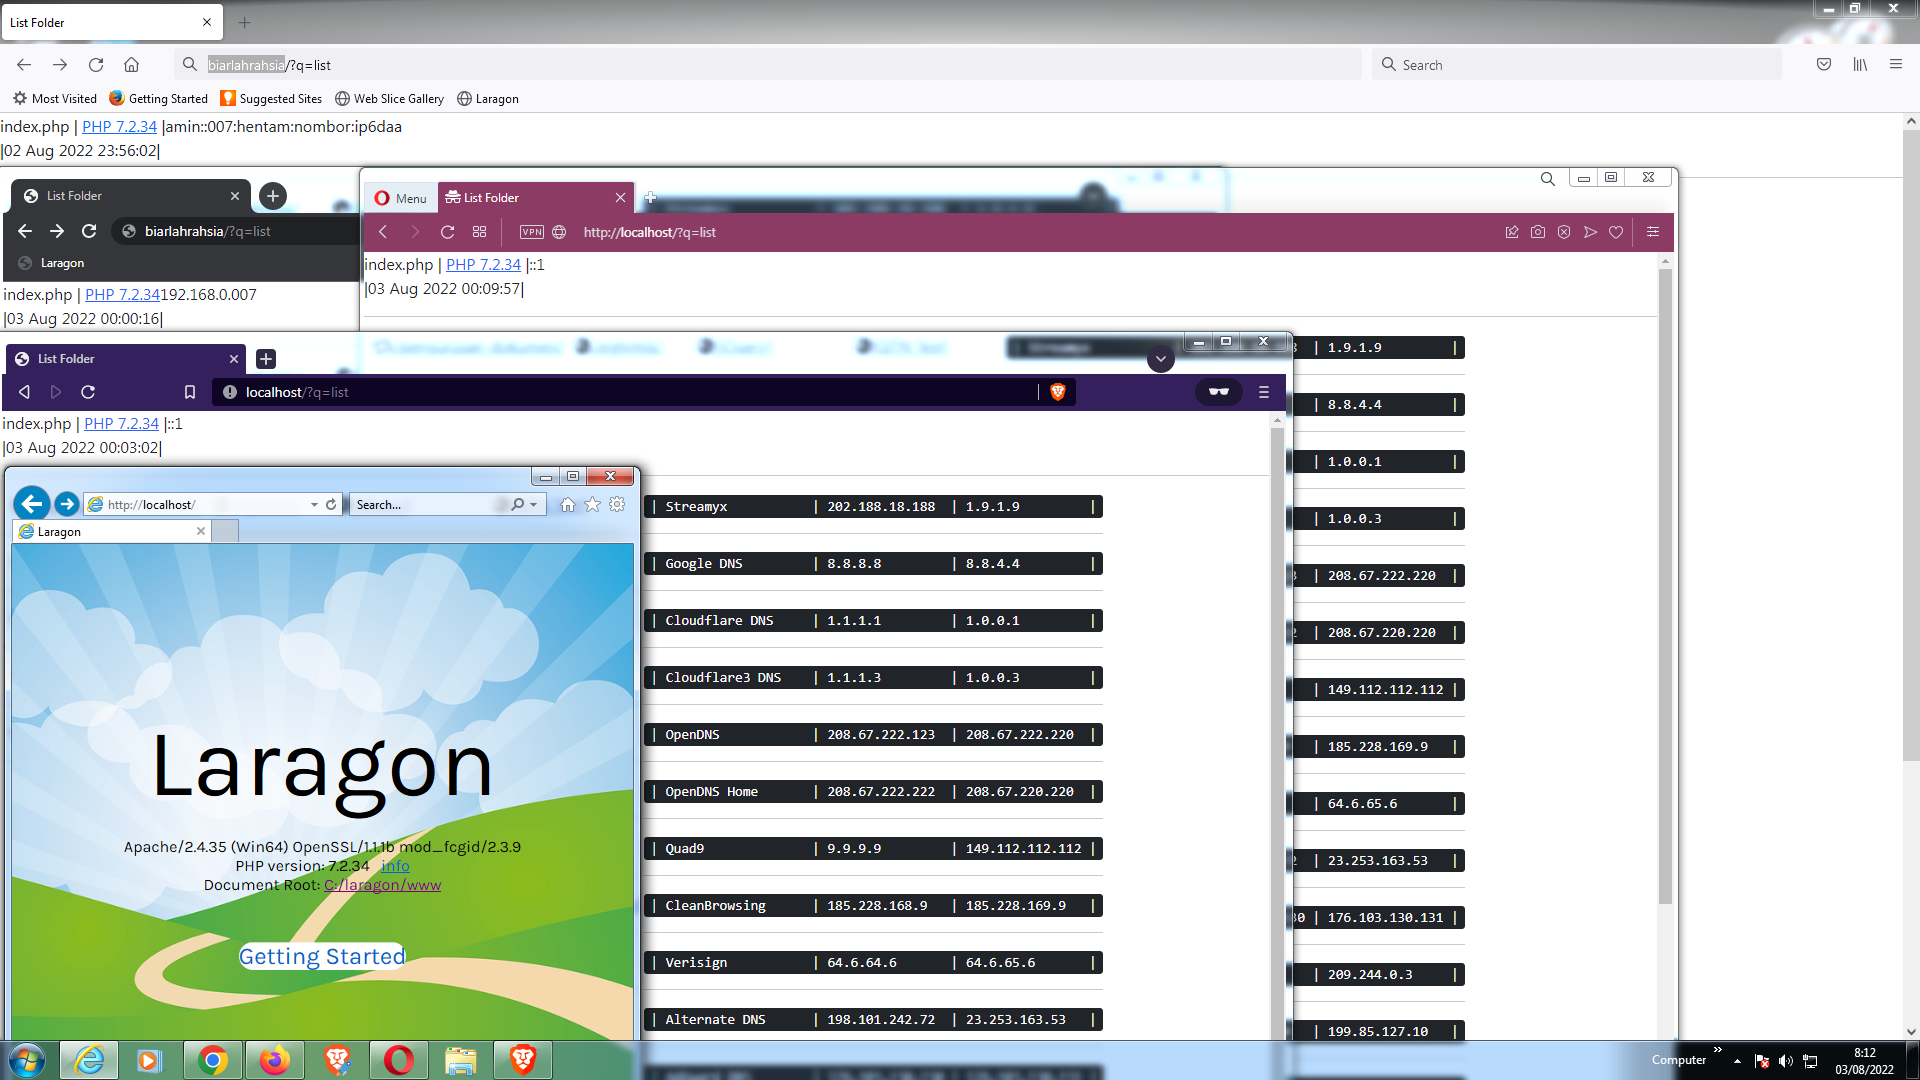 List Folder
biarlahrahsia/?q=list
Search
Most Visited
Getting Started
Suggested Sites
Web Slice Gallery
Laragon
index.php | PHP 7.2.34 |amin::007:hentam:nombor:ip6daa
|02 Aug 2022 23:56:02|
List Folder
biarlahrahsia/?q=list
Laragon
index.php | PHP 7.2.34192.168.0.007
|03 Aug 2022 00:00:16|
Menu
List Folder
VPN
http://localhost/?q=list
index.php | PHP 7.2.34 |::1
|03 Aug 2022 00:09:57|
| 1.9.1.9 |
| 8.8.4.4 |
| 1.0.0.1 |
| 1.0.0.3 |
| 208.67.222.220 |
| 208.67.220.220 |
| 149.112.112.112 |
| 185.228.169.9 |
| 64.6.65.6 |
| 23.253.163.53 |
| 176.103.130.131 |
| 209.244.0.3 |
| 199.85.127.10 |
List Folder
localhost/?q=list
index.php | PHP 7.2.34 |::1
|03 Aug 2022 00:03:02|
| Streamyx | 202.188.18.188 | 1.9.1.9 |
| Google DNS | 8.8.8.8 | 8.8.4.4 |
| Cloudflare DNS | 1.1.1.1 | 1.0.0.1 |
| Cloudflare3 DNS | 1.1.1.3 | 1.0.0.3 |
| OpenDNS | 208.67.222.123 | 208.67.222.220 |
| OpenDNS Home | 208.67.222.222 | 208.67.220.220 |
| Quad9 | 9.9.9.9 | 149.112.112.112 |
| CleanBrowsing | 185.228.168.9 | 185.228.169.9 |
| Verisign | 64.6.64.6 | 64.6.65.6 |
| Alternate DNS | 198.101.242.72 | 23.253.163.53 |
http://localhost/
Search...
Laragon
Laragon
Apache/2.4.35 (Win64) OpenSSL/1.1.1b mod_fcgid/2.3.9
PHP version: 7.2.34 info
Document Root: C:/laragon/www
Getting Started
Computer
8:12
03/08/2022